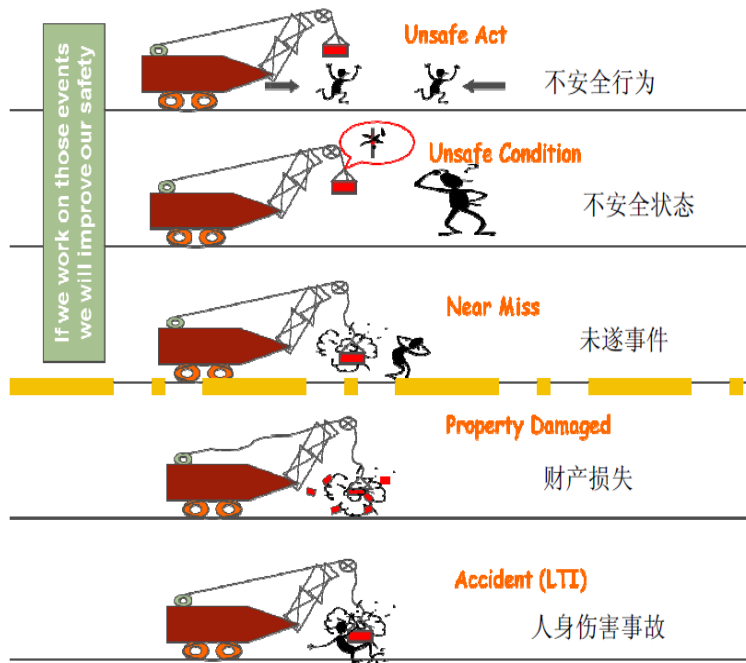 If we work on those events
we will improve our safety
Unsafe Act
不安全行为
Unsafe Condition
不安全状态
Near Miss
未遂事件
Property Damaged
财产损失
Accident (LTI)
人身伤害事故